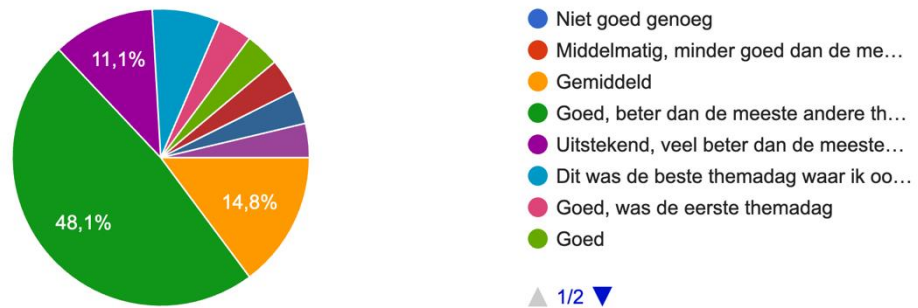 11,1%
14,8%
48,1%
Niet goed genoeg
Middelmatig, minder goed dan de me…
Gemiddeld
Goed, beter dan de meeste andere th…
Uitstekend, veel beter dan de meeste…
Dit was de beste themadag waar ik oo…
Goed, was de eerste themadag
Goed
1/2